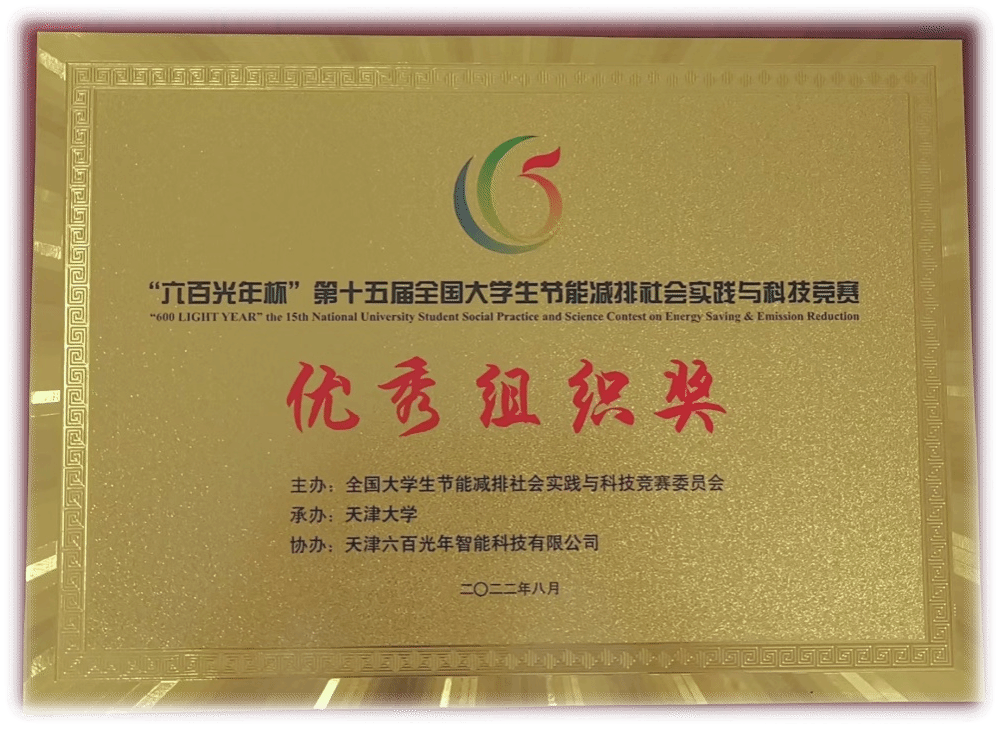 “六百光年杯”第十五届全国大学生节能减排社会实践与科技竞赛
“600 LIGHT YEAR” the 15th National University Student Social Practice and Science Contest on Energy Saving & Emission Reduction
优秀组织奖
主办：全国大学生节能减排社会实践与科技竞赛委员会
承办：天津大学
协办：天津六百光年智能科技有限公司
二〇二二年八月